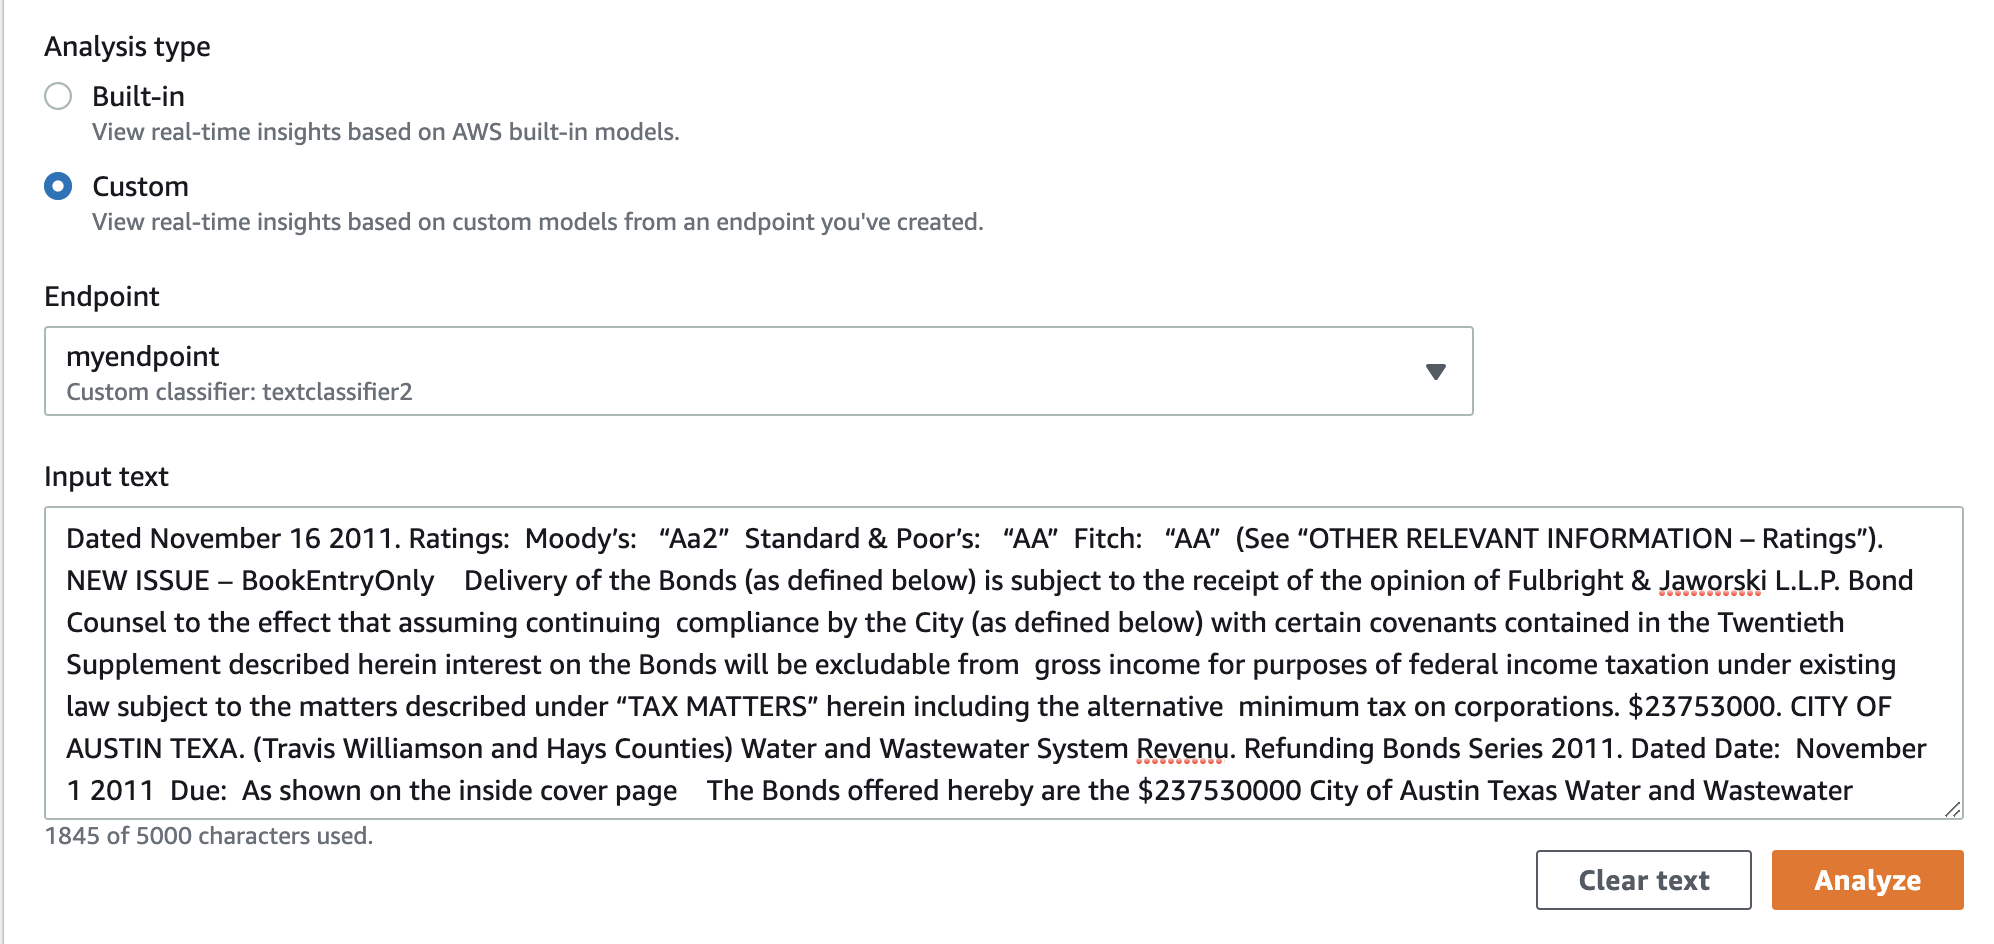 Analysis type
Built-in
View real-time insights based on AWS built-in models.
Custom
View real-time insights based on custom models from an endpoint you've created.
Endpoint
myendpoint
Custom classifier: textclassifier2
Input text
Dated November 16 2011. Ratings:  Moody’s:   “Aa2”  Standard & Poor’s:   “AA”  Fitch:   “AA”  (See “OTHER RELEVANT INFORMATION – Ratings”).
NEW ISSUE – BookEntryOnly    Delivery of the Bonds (as defined below) is subject to the receipt of the opinion of Fulbright & Jaworski L.L.P. Bond
Counsel to the effect that assuming continuing  compliance by the City (as defined below) with certain covenants contained in the Twentieth
Supplement described herein interest on the Bonds will be excludable from  gross income for purposes of federal income taxation under existing
law subject to the matters described under “TAX MATTERS” herein including the alternative  minimum tax on corporations. $23753000. CITY OF
AUSTIN TEXA. (Travis Williamson and Hays Counties) Water and Wastewater System Revenu. Refunding Bonds Series 2011. Dated Date:  November
1 2011  Due:  As shown on the inside cover page    The Bonds offered hereby are the $237530000 City of Austin Texas Water and Wastewater
1845 of 5000 characters used.
Clear text
Analyze